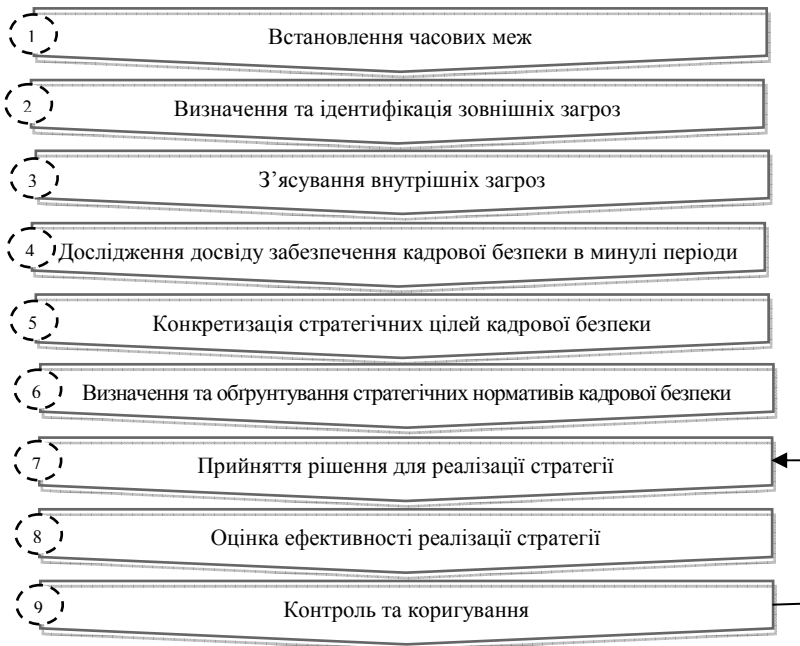 1 Встановлення часових меж
2 Визначення та ідентифікація зовнішніх загроз
3 З’ясування внутрішніх загроз
4 Дослідження досвіду забезпечення кадрової безпеки в минулі періоди
5 Конкретизація стратегічних цілей кадрової безпеки
6 Визначення та обґрунтування стратегічних нормативів кадрової безпеки
7 Прийняття рішення для реалізації стратегії
8 Оцінка ефективності реалізації стратегії
9 Контроль та коригування